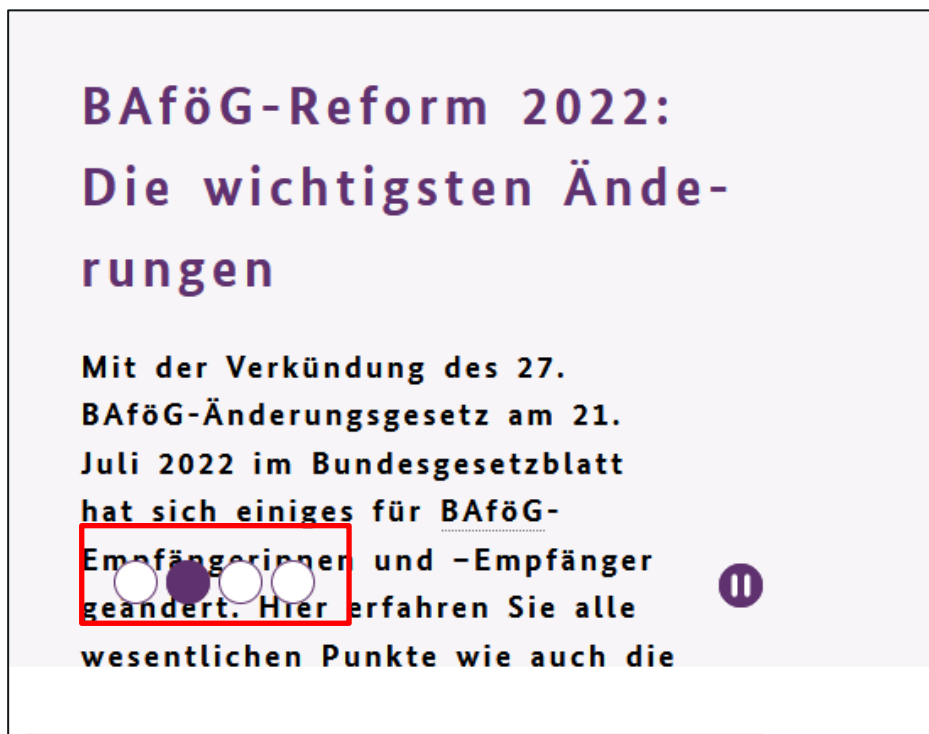 BAföG-Reform 2022:
Die wichtigsten Ände-
rungen
Mit der Verkündung des 27.
BAföG-Änderungsgesetz am 21.
Juli 2022 im Bundesgesetzblatt
hat sich einiges für BAföG-
Empfängerinnen und –Empfänger
geändert. Hier erfahren Sie alle
wesentlichen Punkte wie auch die